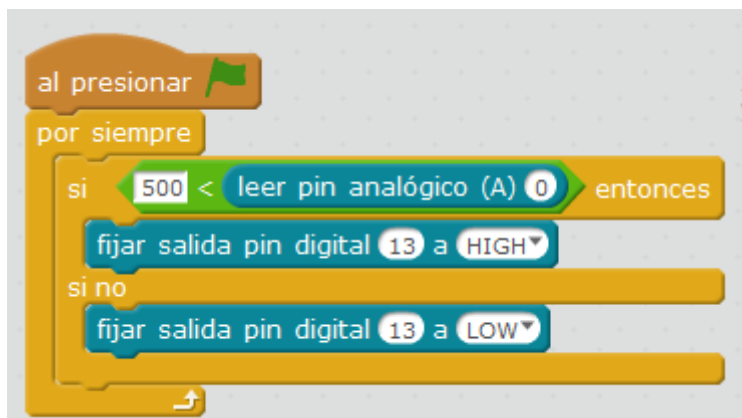 al presionar
por siempre
si 500 < leer pin analógico (A) 0 entonces
fijar salida pin digital 13 a HIGH
si no
fijar salida pin digital 13 a LOW